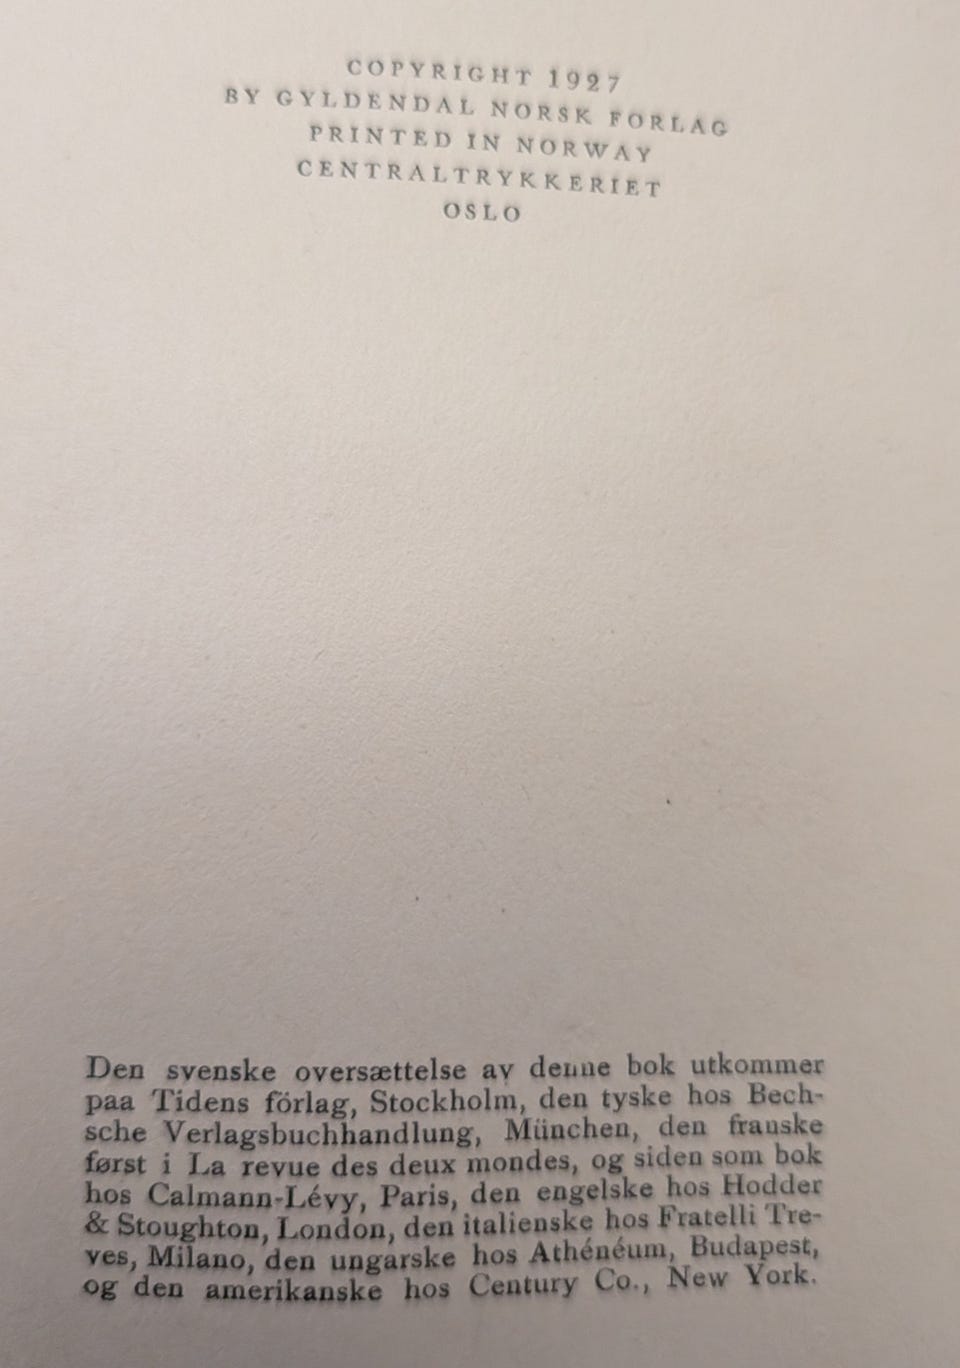 COPYRIGHT 1927
BY GYLDENDAL NORSK FORLAG
PRINTED IN NORWAY
CENTRALTRYKKERIET
OSLO
Den svenske oversættelse av denne bok utkommer
paa Tidens förlag, Stockholm, den tyske hos Bech-
sche Verlagsbuchhandlung, München, den franske
først i La revue des deux mondes, og siden som bok
hos Calmann-Lévy, Paris, den engelske hos Hodder
& Stoughton, London, den italienske hos Fratelli Tre-
ves, Milano, den ungarske hos Athénéum, Budapest,
og den amerikanske hos Century Co., New York.